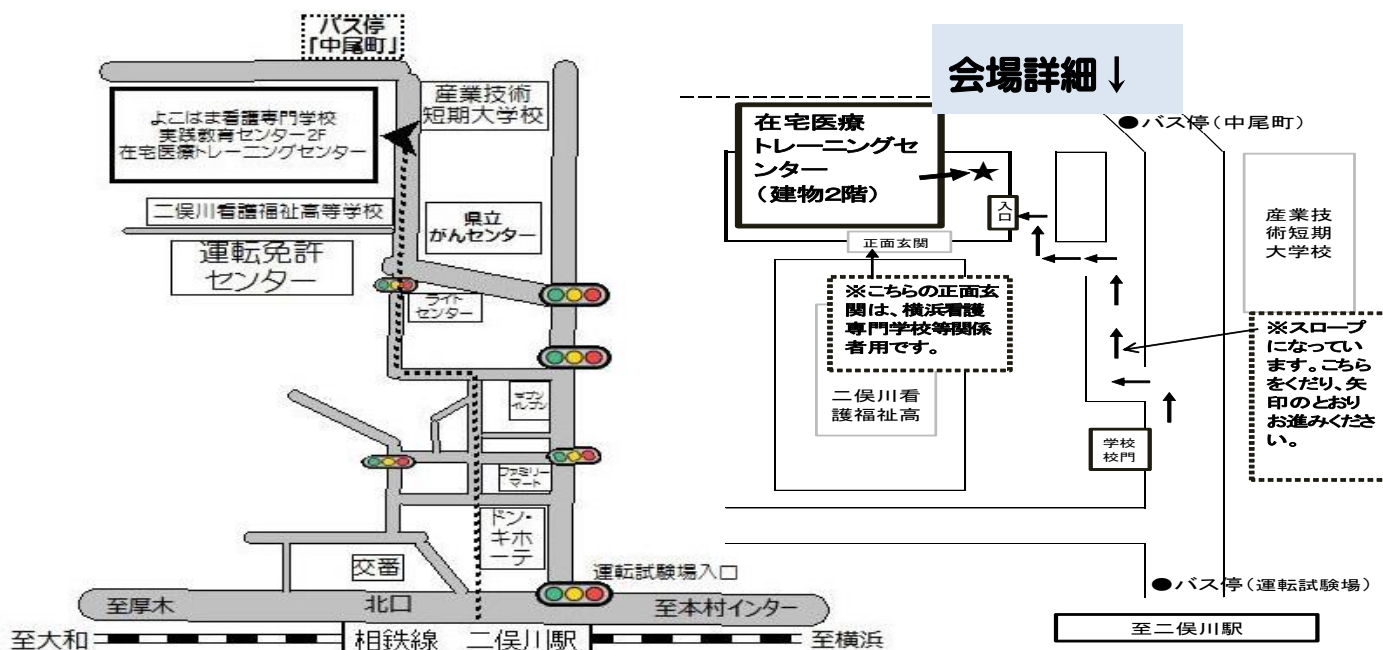 バス停
「中尾町」
産業技術
短期大学校
よこはま看護専門学校
実践教育センター2F
在宅医療トレーニングセンター
二俣川看護福祉高等学校
県立
がんセンター
運転免許
センター
ライト
センター
セブン
イレブン
ファミリー
マート
ドン・
キホ
ーテ
交番
運転試験場入口
至厚木
北口
至本村インター
至大和
相鉄線 二俣川駅
至横浜
会場詳細↓
在宅医療
トレーニングセ
ンター
(建物2階)
★
●バス停(中尾町)
入
口
正面玄関
産業技
術短期
大学校
※こちらの正面玄
関は、横浜看護
専門学校等関係
者用です。
※スロープ
になってい
ます。こちら
をくだり、矢
印のとおり
お進みくださ
い。
二俣川看
護福祉高
学校
校門
●バス停(運転試験場)
至二俣川駅